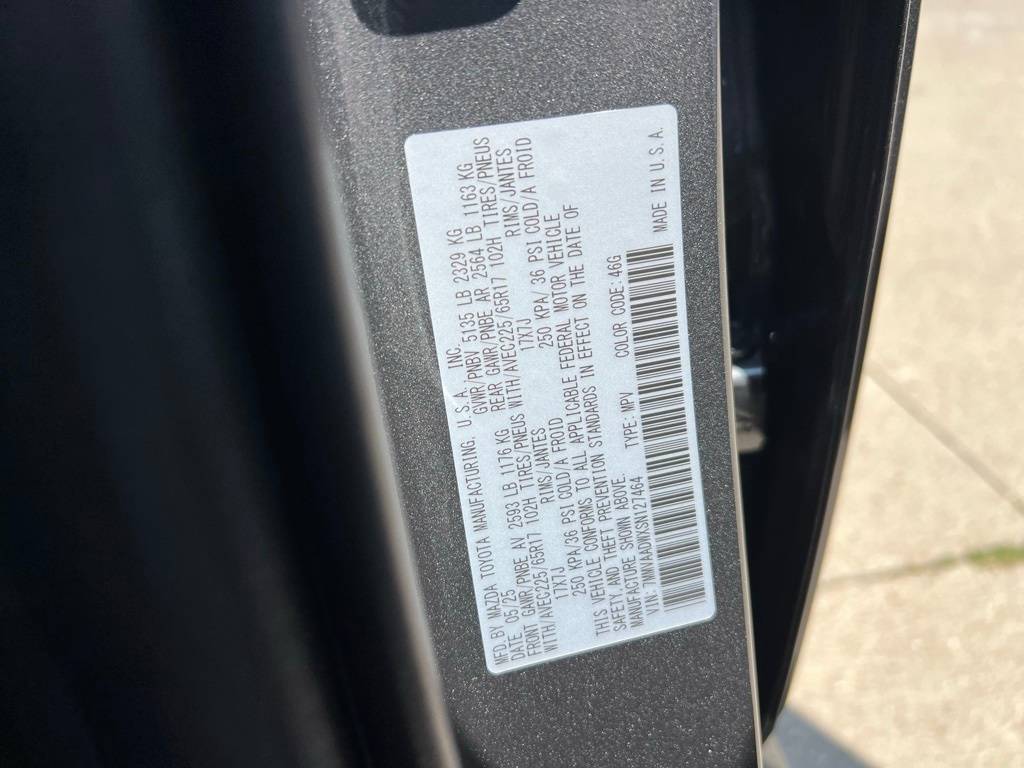 MFD.BY MAZDA TOYOTA MANUFACTURING, U.S.A., INC.
DATE 05/25 GVWR/PNBV 5135 LB 2329 KG
FRONT GAWR/PNBE AV 2593 LB 1176 KG REAR GAWR/PNBE AR 2564 LB 1163 KG
WITH/AVEC225/65R17 102H TIRES/PNEUS WITH/AVEC225/65R17 102H TIRES/PNEUS
17X7J RIMS/JANTES 17X7J RIMS/JANTES
250 KPA/36 PSI COLD/A FROID 250 KPA/36 PSI COLD/A FROID
THIS VEHICLE CONFORMS TO ALL APPLICABLE FEDERAL MOTOR VEHICLE
SAFETY AND THEFT PREVENTION STANDARDS IN EFFECT ON THE DATE OF
MANUFACTURE SHOWN ABOVE.
VIN: TYPE: MPV COLOR CODE: 46G
MADE IN U.S.A.